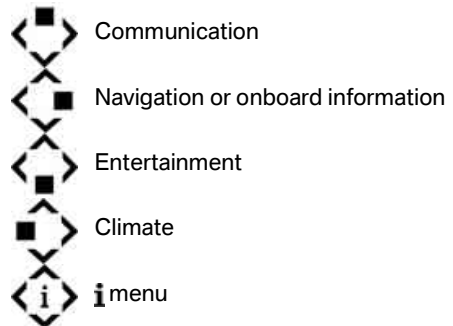 Communication
Navigation or onboard information
Entertainment
Climate
i i menu